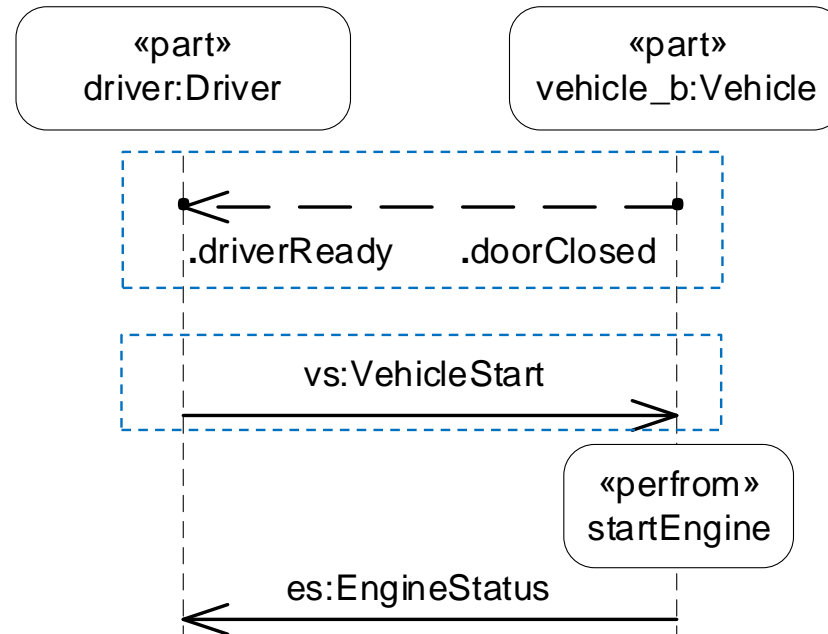 «part»
driver:Driver
«part»
vehicle_b:Vehicle
.driverReady
.doorClosed
vs:VehicleStart
«perfrom»
startEngine
es:EngineStatus